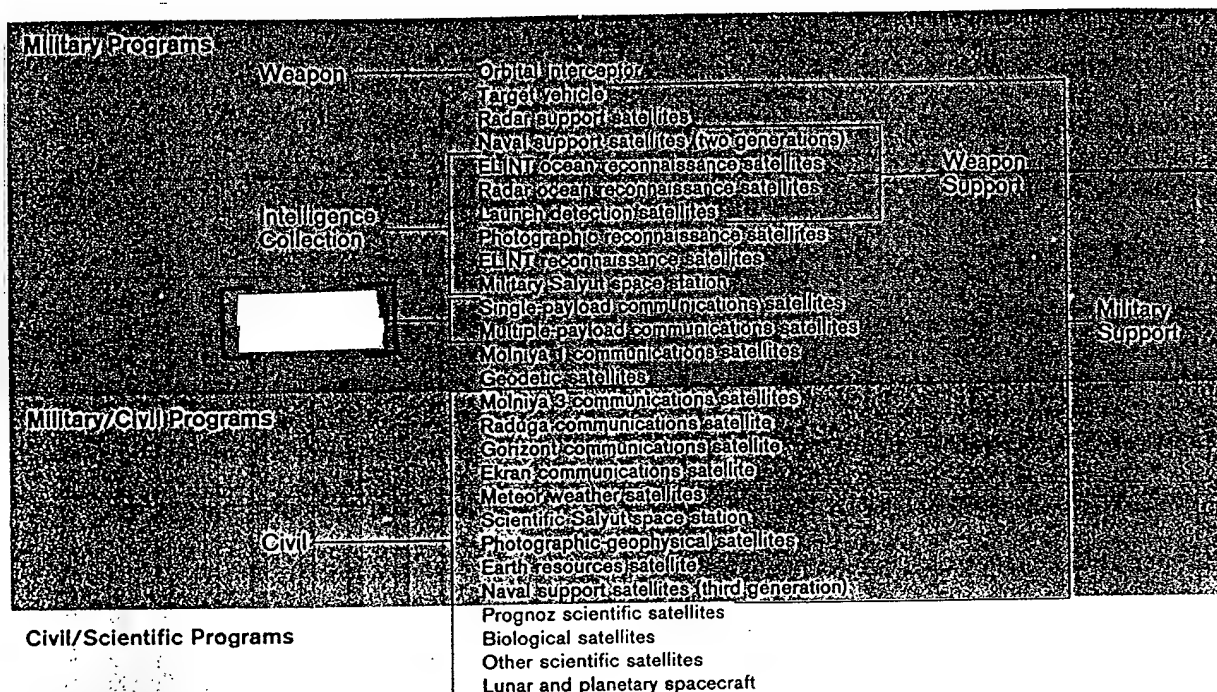 Military Programs
Weapon
Orbital interceptor
Target vehicle
Radar support satellites
Naval support satellites (two generations)
ELINT ocean reconnaissance satellites
Weapon
Support
Radar ocean reconnaissance satellites
Intelligence
Collection
Launch detection satellites
Photographic reconnaissance satellites
ELINT reconnaissance satellites
Military Salyut space station
Single-payload communications satellites
Military
Support
Multiple-payload communications satellites
Molniya 1 communications satellites
Geodetic satellites
Military/Civil Programs
Molniya 3 communications satellites
Raduga communications satellite
Gorizont communications satellite
Ekran communications satellite
Meteor weather satellites
Scientific Salyut space station
Civil
Photographic geophysical satellites
Earth resources satellite
Naval support satellites (third generation)
Civil/Scientific Programs
Prognoz scientific satellites
Biological satellites
Other scientific satellites
Lunar and planetary spacecraft